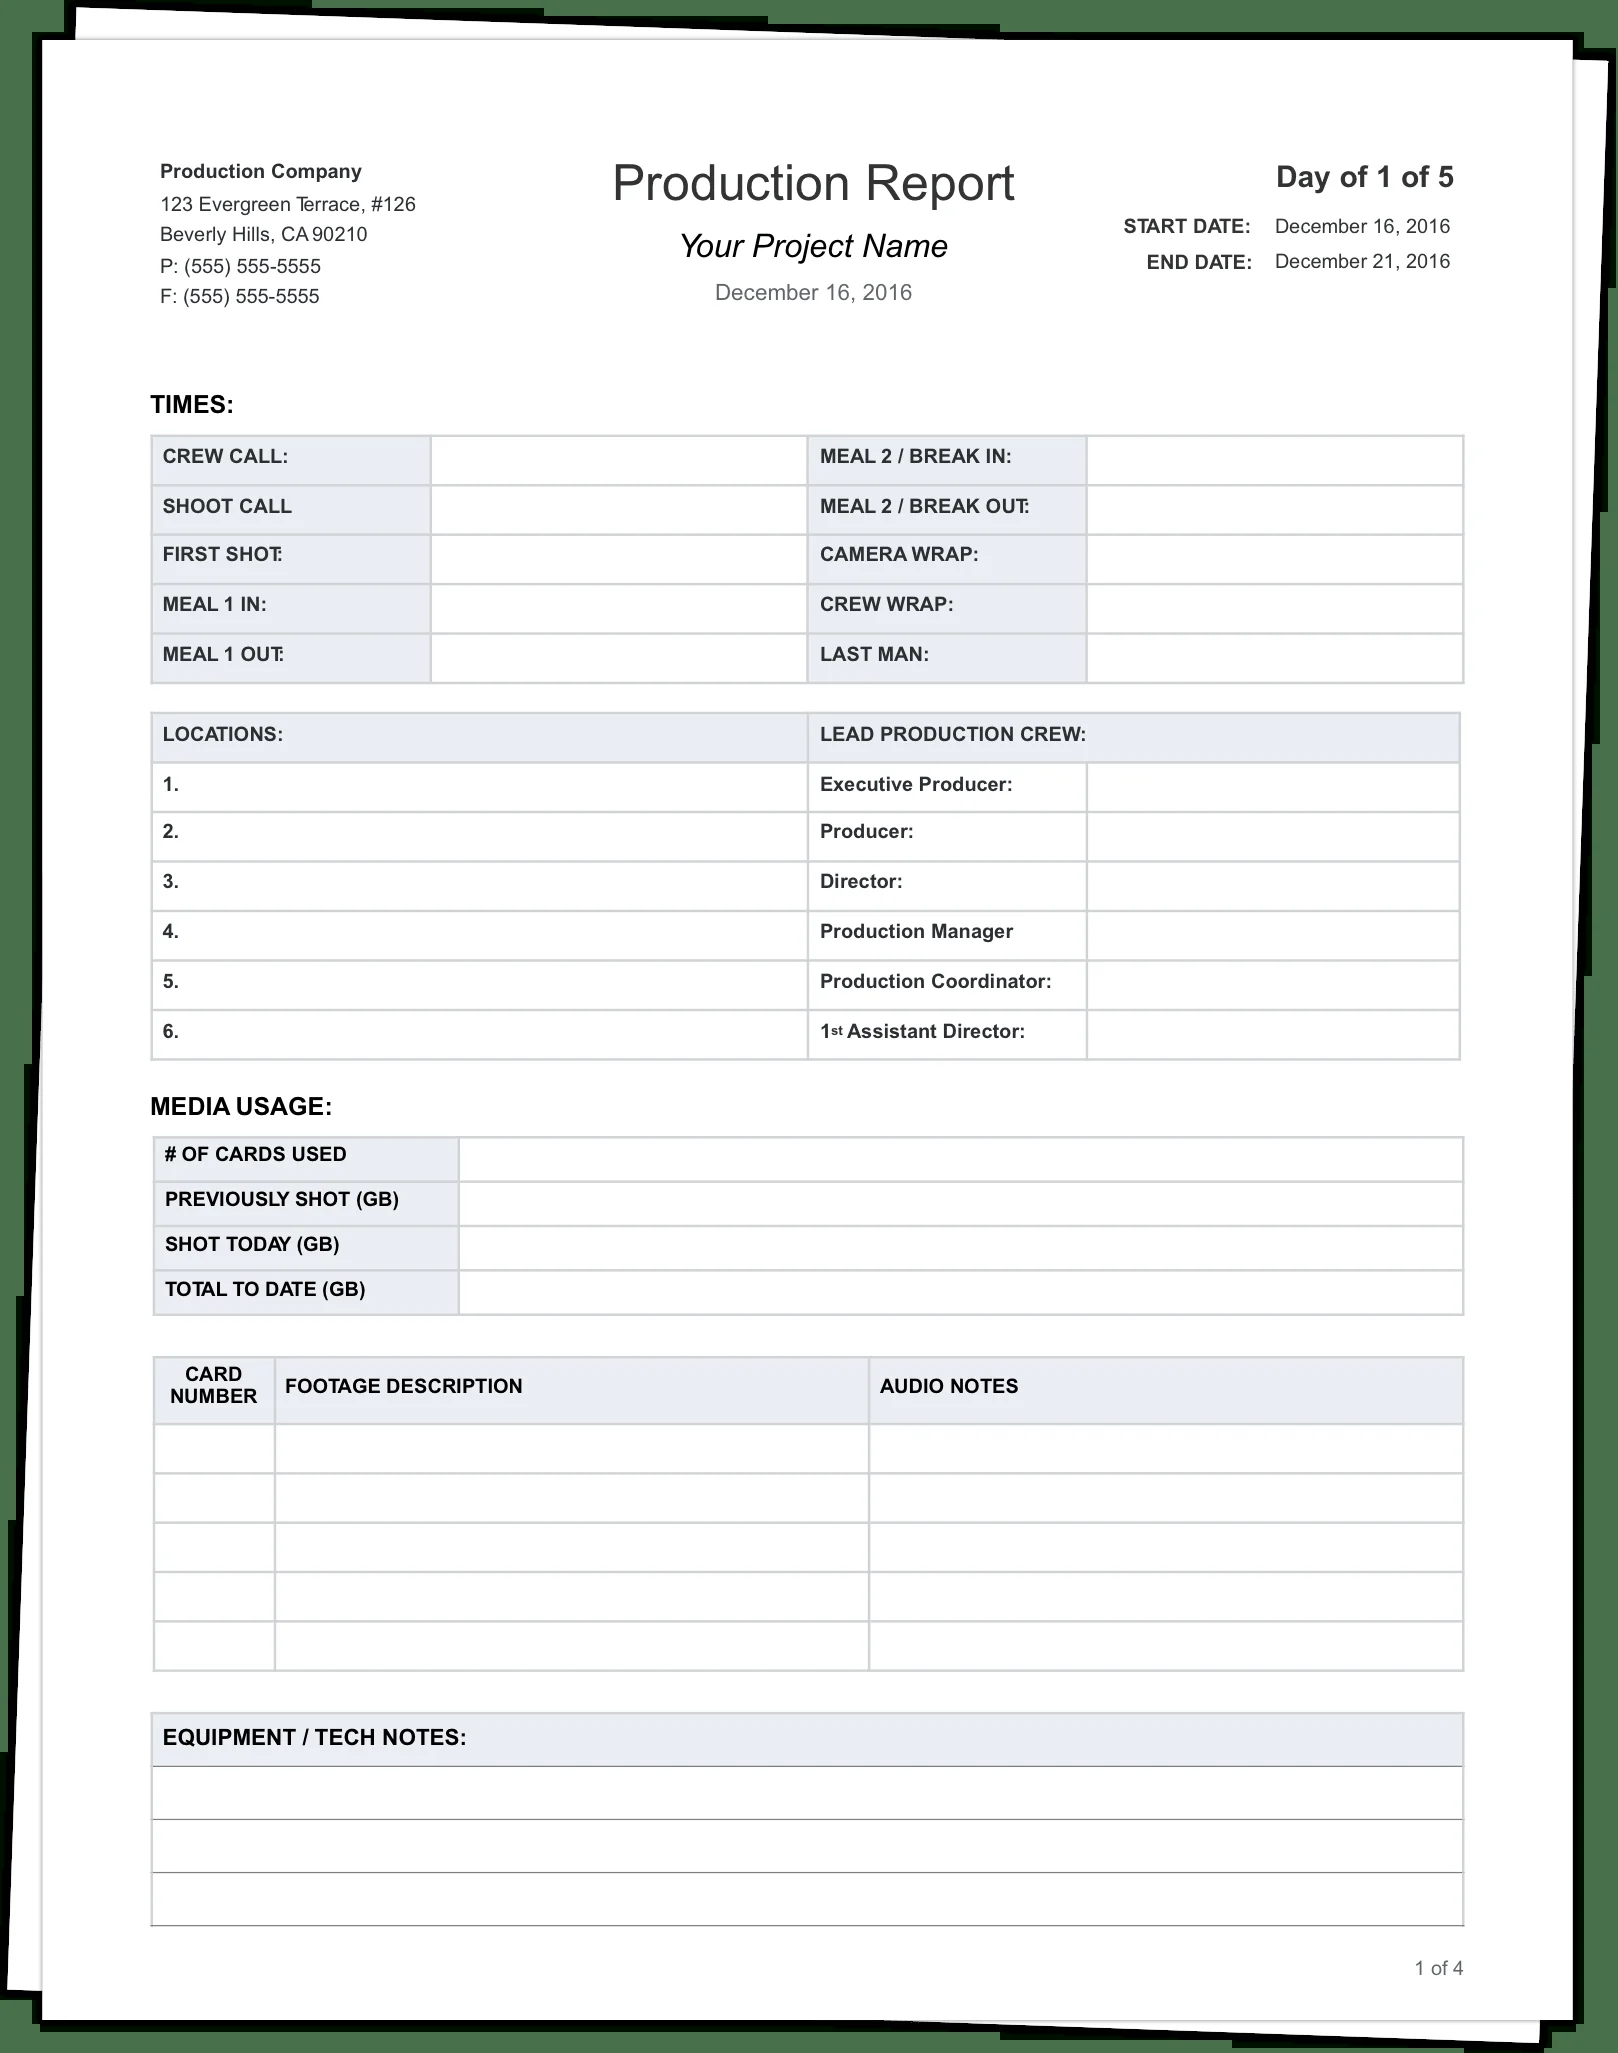 Production Company
123 Evergreen Terrace, #126
Beverly Hills, CA 90210
P: (555) 555-5555
F: (555) 555-5555
Production Report
Your Project Name
December 16, 2016
Day of 1 of 5
START DATE: December 16, 2016
END DATE: December 21, 2016
TIMES:
CREW CALL: MEAL 2 / BREAK IN:
SHOOT CALL MEAL 2 / BREAK OUT:
FIRST SHOT: CAMERA WRAP:
MEAL 1 IN: CREW WRAP:
MEAL 1 OUT: LAST MAN:
LOCATIONS: LEAD PRODUCTION CREW:
1. Executive Producer:
2. Producer:
3. Director:
4. Production Manager
5. Production Coordinator:
6. 1st Assistant Director:
MEDIA USAGE:
# OF CARDS USED
PREVIOUSLY SHOT (GB)
SHOT TODAY (GB)
TOTAL TO DATE (GB)
CARD
NUMBER FOOTAGE DESCRIPTION AUDIO NOTES
EQUIPMENT / TECH NOTES:
1 of 4